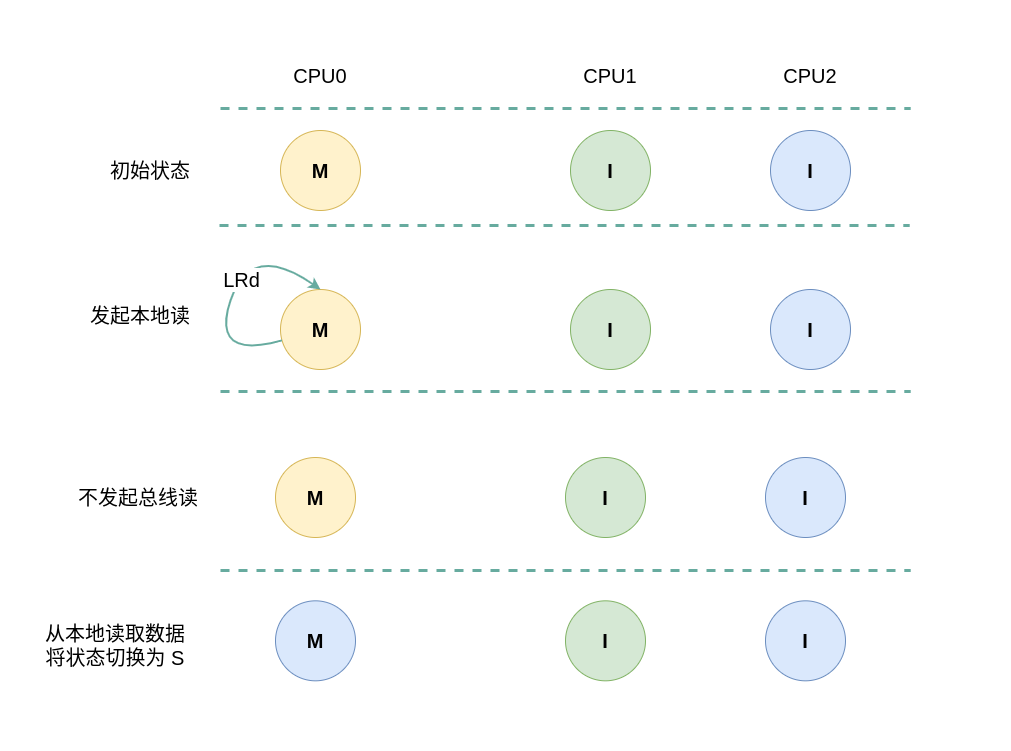 CPU0 CPU1 CPU2
初始状态 M I I
LRd
发起本地读 M I I
不发起总线读 M I I
从本地读取数据
将状态切换为 S
M I I